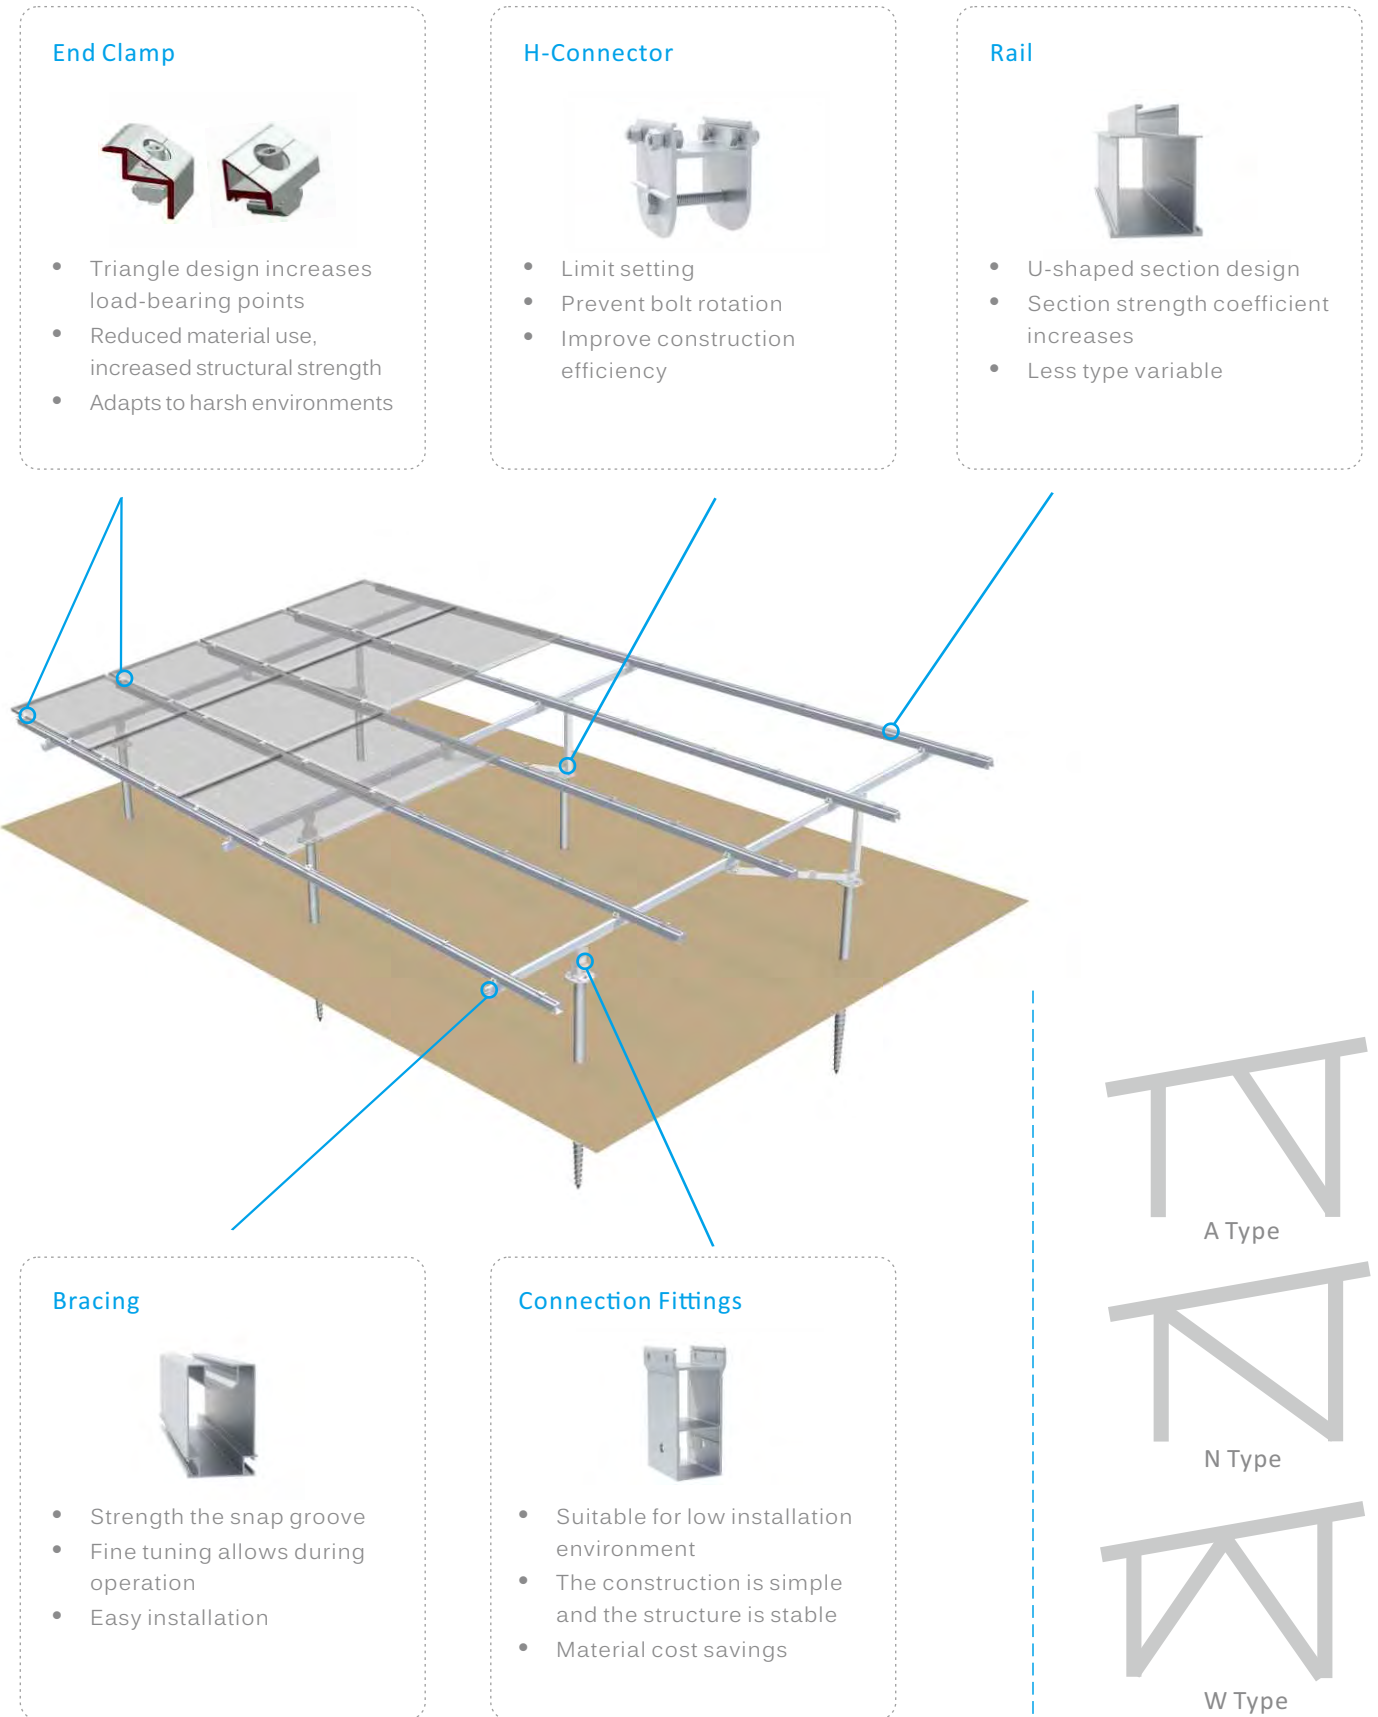 End Clamp
• Triangle design increases
load-bearing points
• Reduced material use,
increased structural strength
• Adapts to harsh environments
H-Connector
• Limit setting
• Prevent bolt rotation
• Improve construction
efficiency
Rail
• U-shaped section design
• Section strength coefficient
increases
• Less type variable
Bracing
• Strength the snap groove
• Fine tuning allows during
operation
• Easy installation
Connection Fittings
• Suitable for low installation
environment
• The construction is simple
and the structure is stable
• Material cost savings
A Type
N Type
W Type